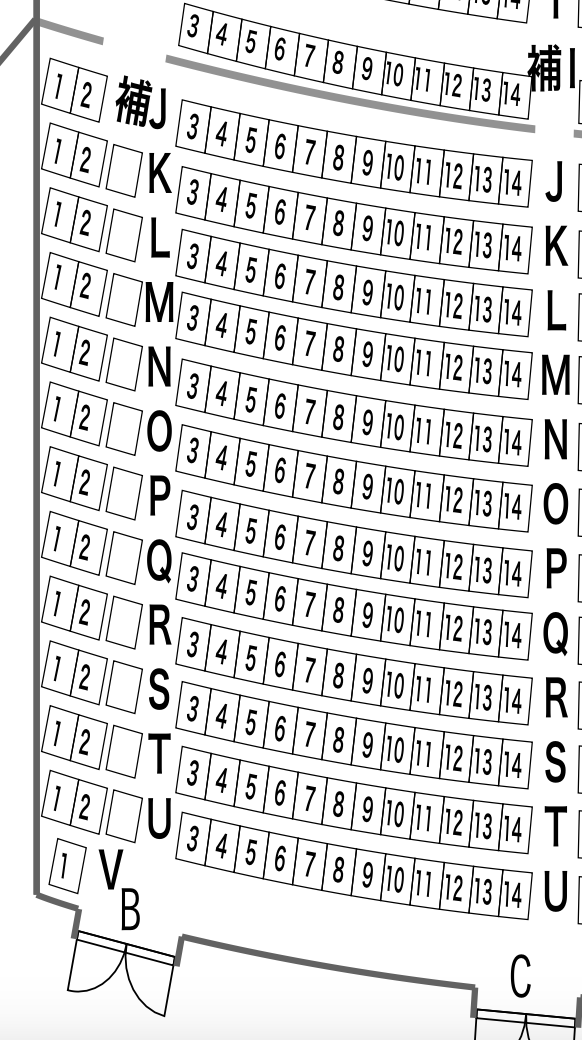 3 4 5 6 7 8 9 10 11 12 13 14 補I
1 2 補J 3 4 5 6 7 8 9 10 11 12 13 14 J
1 2 K 3 4 5 6 7 8 9 10 11 12 13 14 K
1 2 L 3 4 5 6 7 8 9 10 11 12 13 14 L
1 2 M 3 4 5 6 7 8 9 10 11 12 13 14 M
1 2 N 3 4 5 6 7 8 9 10 11 12 13 14 N
1 2 O 3 4 5 6 7 8 9 10 11 12 13 14 O
1 2 P 3 4 5 6 7 8 9 10 11 12 13 14 P
1 2 Q 3 4 5 6 7 8 9 10 11 12 13 14 Q
1 2 R 3 4 5 6 7 8 9 10 11 12 13 14 R
1 2 S 3 4 5 6 7 8 9 10 11 12 13 14 S
1 2 T 3 4 5 6 7 8 9 10 11 12 13 14 T
1 2 U 3 4 5 6 7 8 9 10 11 12 13 14 U
1 V
B
C